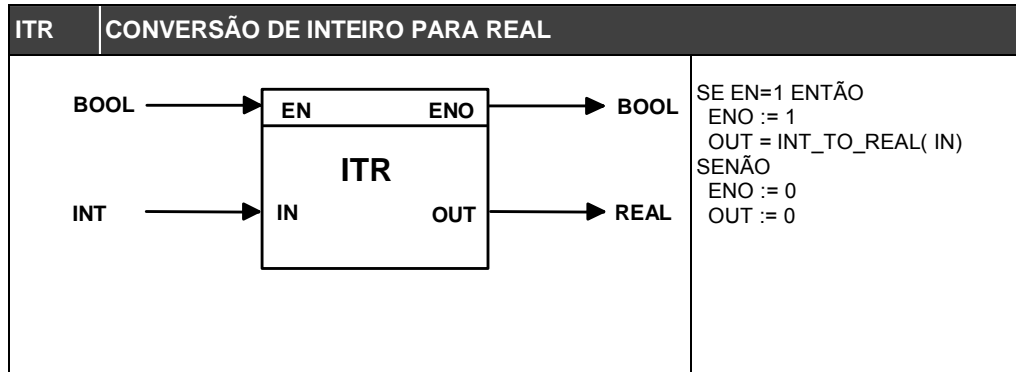 ITR CONVERSÃO DE INTEIRO PARA REAL
BOOL EN ENO BOOL
ITR
INT IN OUT REAL
SE EN=1 ENTÃO
ENO := 1
OUT = INT_TO_REAL( IN)
SENÃO
ENO := 0
OUT := 0